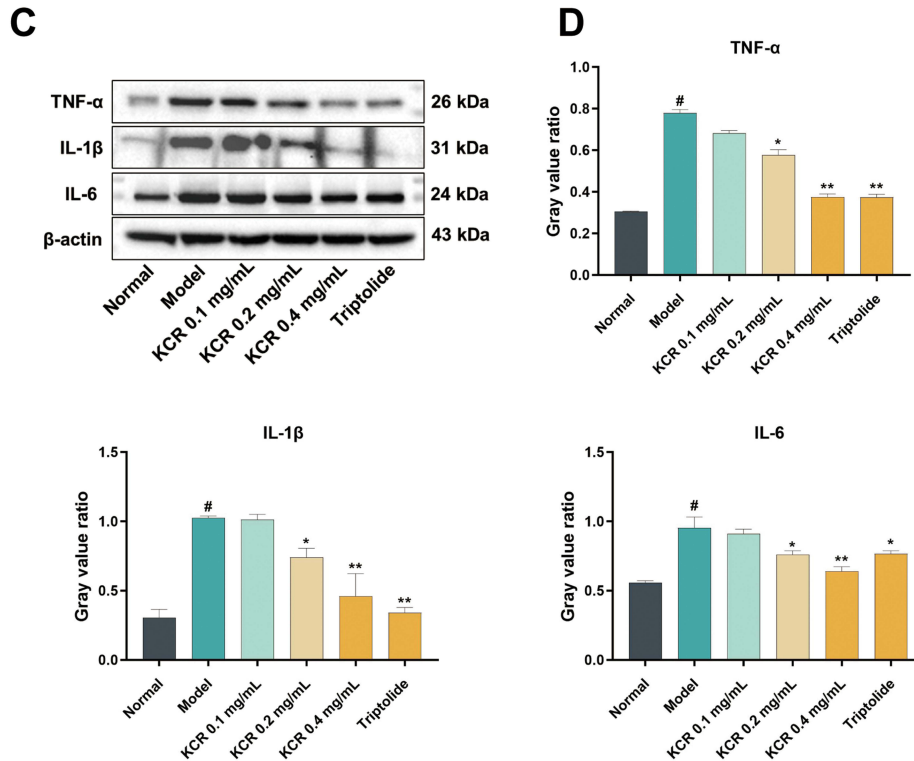 C
TNF-α 26 kDa
IL-1β 31 kDa
IL-6 24 kDa
β-actin 43 kDa
Normal
Model
KCR 0.1 mg/mL
KCR 0.2 mg/mL
KCR 0.4 mg/mL
Triptolide
D
TNF-α
Gray value ratio
1.0
0.8
0.6
0.4
0.2
0.0
#
*
**
**
Normal
Model
KCR 0.1 mg/mL
KCR 0.2 mg/mL
KCR 0.4 mg/mL
Triptolide
IL-1β
Gray value ratio
1.5
1.0
0.5
0.0
#
*
**
**
Normal
Model
KCR 0.1 mg/mL
KCR 0.2 mg/mL
KCR 0.4 mg/mL
Triptolide
IL-6
Gray value ratio
1.5
1.0
0.5
0.0
#
*
**
*
Normal
Model
KCR 0.1 mg/mL
KCR 0.2 mg/mL
KCR 0.4 mg/mL
Triptolide